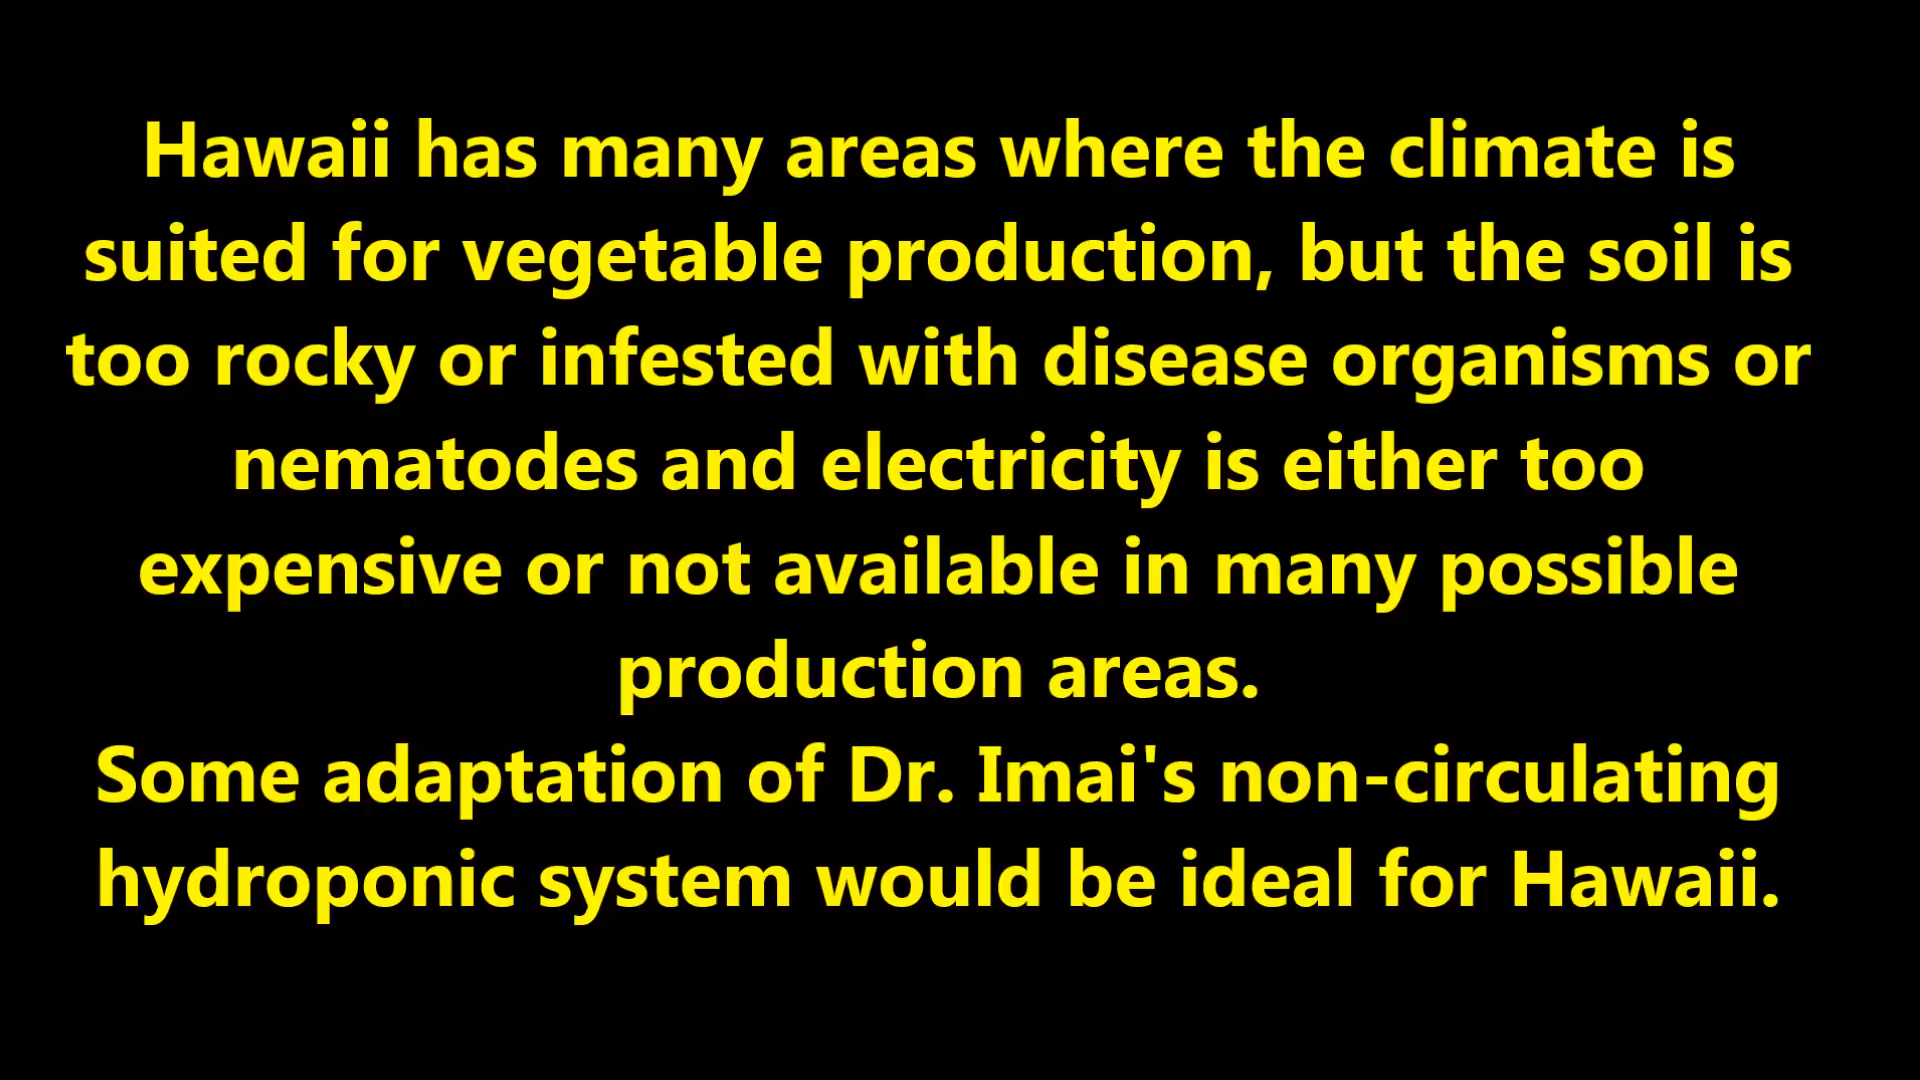 Hawaii has many areas where the climate is
suited for vegetable production, but the soil is
too rocky or infested with disease organisms or
nematodes and electricity is either too
expensive or not available in many possible
production areas.
Some adaptation of Dr. Imai's non-circulating
hydroponic system would be ideal for Hawaii.